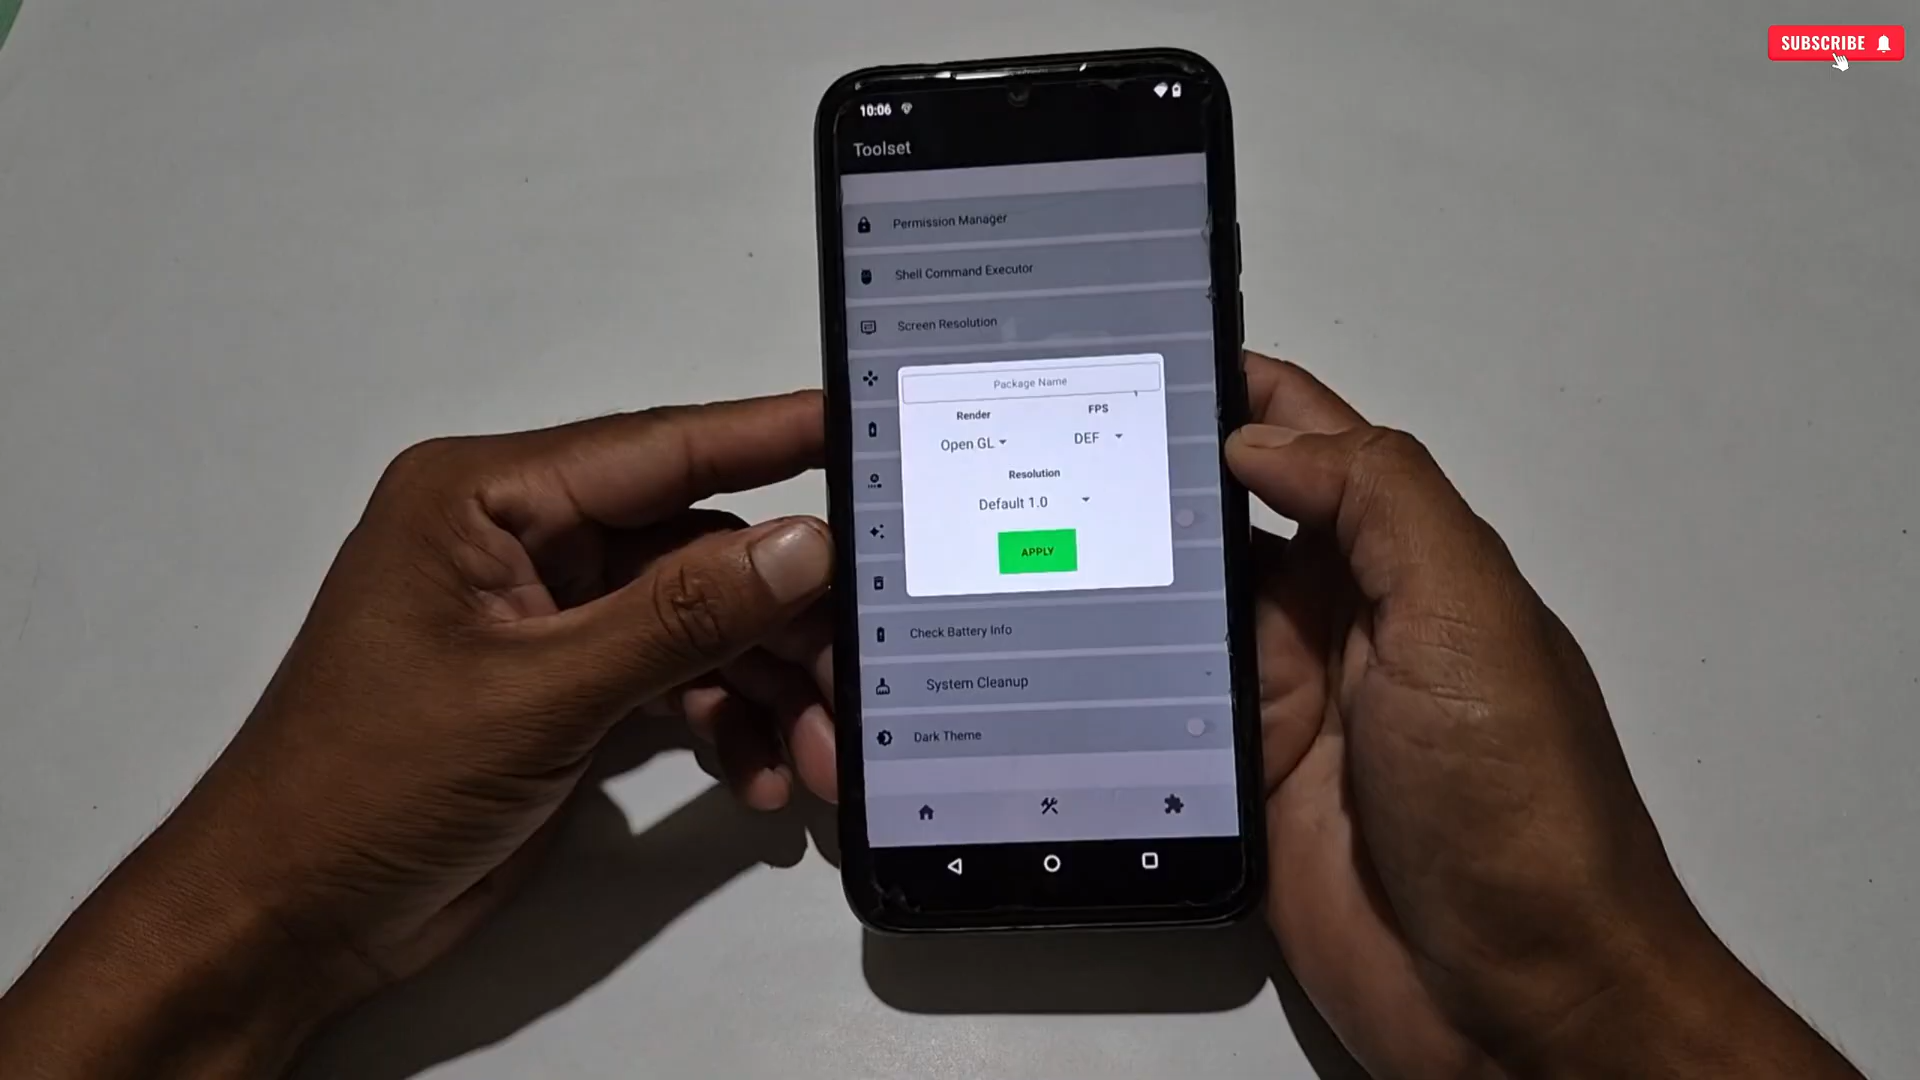 SUBSCRIBE
10:06
Toolset
Permission Manager
Shell Command Executor
Screen Resolution
Package Name
Render
FPS
Open GL
DEF
Resolution
Default 1.0
APPLY
Check Battery Info
System Cleanup
Dark Theme